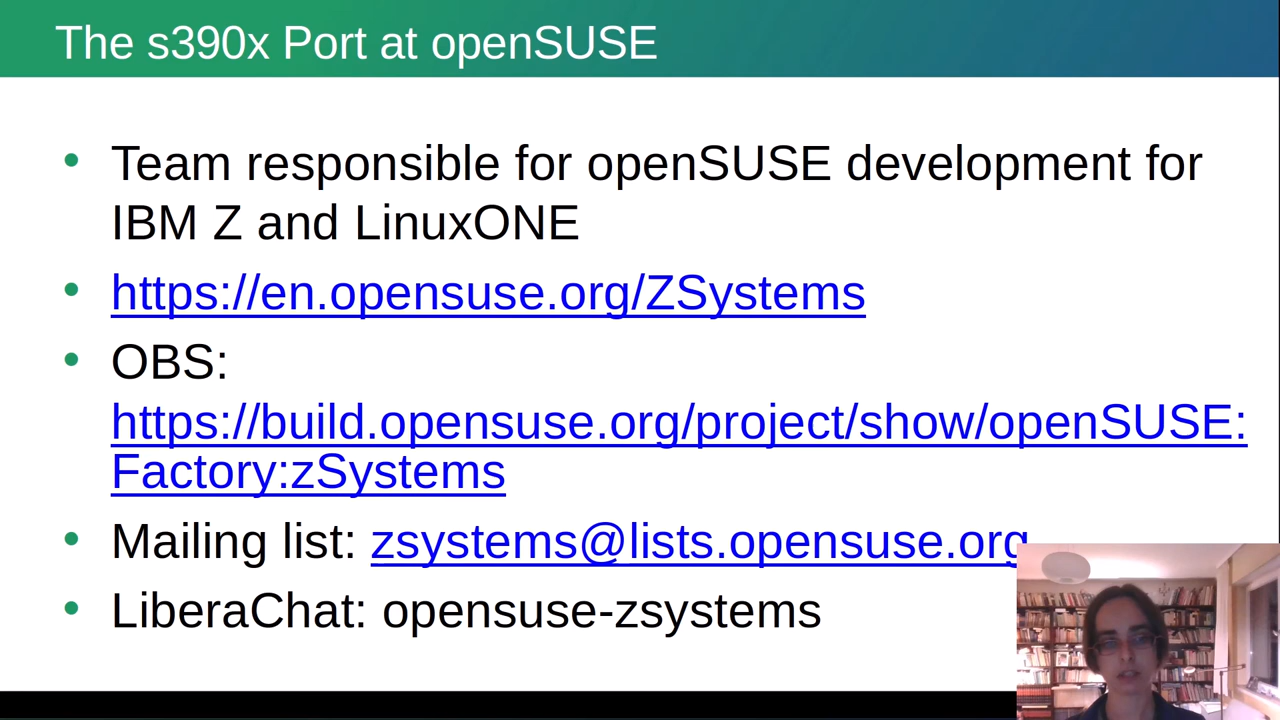 The s390x Port at openSUSE
Team responsible for openSUSE development for
IBM Z and LinuxONE
https://en.opensuse.org/ZSystems
OBS:
https://build.opensuse.org/project/show/openSUSE:
Factory:zSystems
Mailing list: zsystems@lists.opensuse.org
LiberaChat: opensuse-zsystems